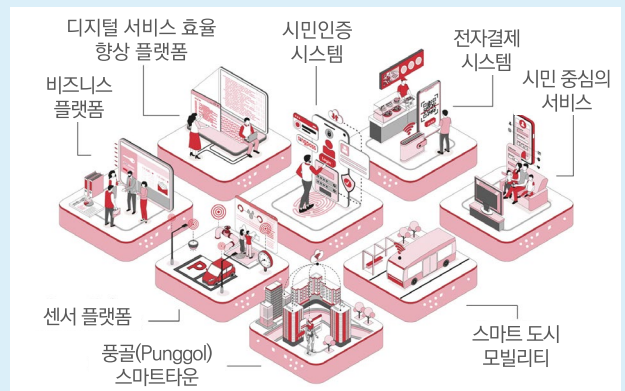 디지털 서비스 효율
향상 플랫폼
시민인증
시스템
전자결제
시스템
비즈니스
플랫폼
시민 중심의
서비스
P
센서 플랫폼
풍골(Punggol)
스마트타운
스마트 도시
모빌리티